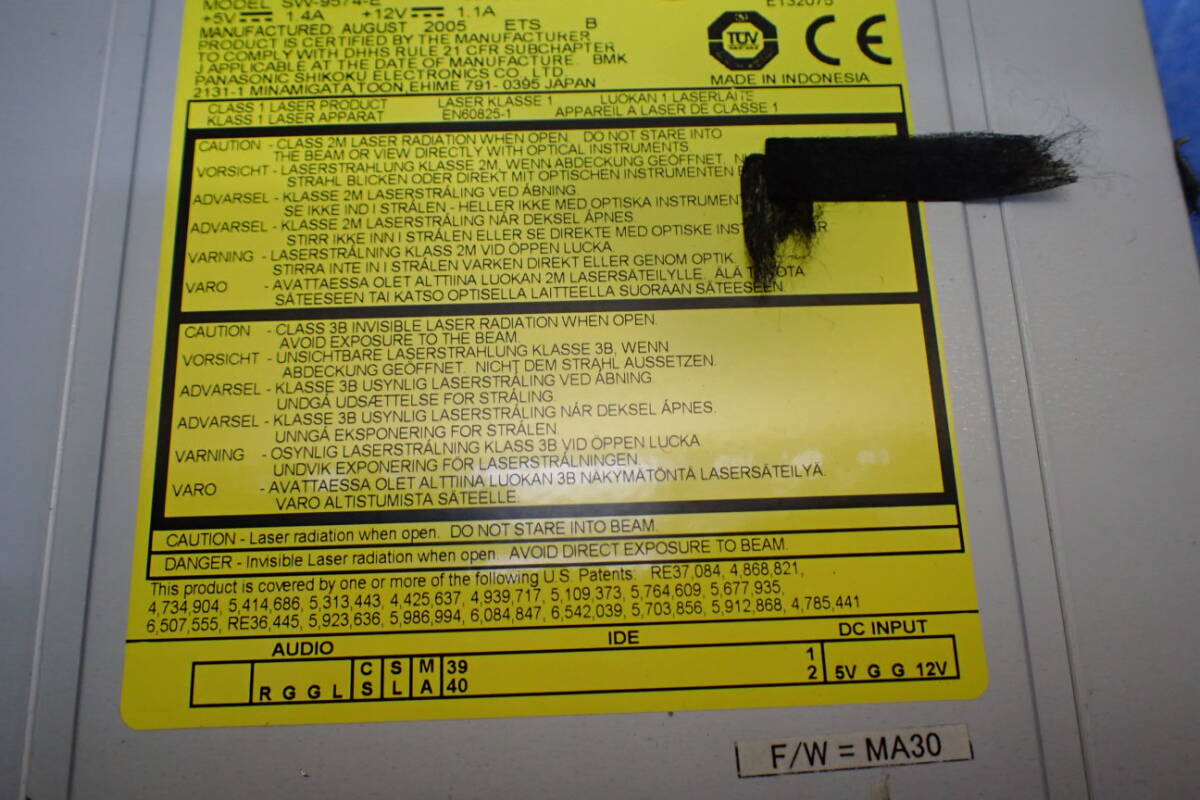 MODEL SW-9574-E
E132075
+5V 1.4A +12V 1.1A
MANUFACTURED: AUGUST 2005 ETS B
PRODUCT IS CERTIFIED BY THE MANUFACTURER
TO COMPLY WITH DHHS RULE 21 CFR SUBCHAPTER
J APPLICABLE AT THE DATE OF MANUFACTURE BMK
PANASONIC SHIKOKU ELECTRONICS CO., LTD.
2131-1 MINAMIGATA,TOON,EHIME 791-0395 JAPAN
TÜV
CE
MADE IN INDONESIA
CLASS 1 LASER PRODUCT LASER KLASSE 1 LUOKAN 1 LASERLAITE
KLASS 1 LASER APPARAT EN60825-1 APPAREIL A LASER DE CLASSE 1
CAUTION - CLASS 2M LASER RADIATION WHEN OPEN. DO NOT STARE INTO
THE BEAM OR VIEW DIRECTLY WITH OPTICAL INSTRUMENTS
VORSICHT - LASERSTRAHLUNG KLASSE 2M, WENN ABDECKUNG GEÖFFNET.
STRAHL BLICKEN ODER DIREKT MIT OPTISCHEN INSTRUMENTEN
ADVARSEL - KLASSE 2M LASERSTRÅLING VED ÅBNING.
SE IKKE IND I STRÅLEN - HELLER IKKE MED OPTISKA INSTRUMEN
ADVARSEL - KLASSE 2M LASERSTRÅLING NÅR DEKSEL ÅPNES.
STIRR IKKE INN I STRÅLEN ELLER SE DIREKTE MED OPTISKE INST
VARNING - LASERSTRÅLNING KLASS 2M VID ÖPPEN LUCKA.
STIRRA INTE IN I STRÅLEN VARKEN DIREKT ELLER GENOM OPTIK
VARO - AVATTAESSA OLET ALTTIINA LUOKAN 2M LASERSÄTEILYLLE. ÄLÄ
SÄTEESEEN TAI KATSO OPTISELLA LAITTEELLA SUORAAN SÄTEESEEN
CAUTION - CLASS 3B INVISIBLE LASER RADIATION WHEN OPEN.
AVOID EXPOSURE TO THE BEAM.
VORSICHT - UNSICHTBARE LASERSTRAHLUNG KLASSE 3B, WENN
ABDECKUNG GEÖFFNET. NICHT DEM STRAHL AUSSETZEN.
ADVARSEL - KLASSE 3B USYNLIG LASERSTRÅLING VED ÅBNING.
UNDGÅ UDSÆTTELSE FOR STRÅLING.
ADVARSEL - KLASSE 3B USYNLIG LASERSTRÅLING NÅR DEKSEL ÅPNES.
UNNGÅ EKSPONERING FOR STRÅLEN.
VARNING - OSYNLIG LASERSTRÅLNING KLASS 3B VID ÖPPEN LUCKA.
UNDVIK EXPONERING FÖR LASERSTRÅLNINGEN.
VARO - AVATTAESSA OLET ALTTIINA LUOKAN 3B NÄKYMÄTÖNTÄ LASERSÄTEILYÄ.
VARO ALTISTUMISTA SÄTEELLE.
CAUTION - Laser radiation when open. DO NOT STARE INTO BEAM.
DANGER - Invisible Laser radiation when open. AVOID DIRECT EXPOSURE TO BEAM.
This product is covered by one or more of the following U.S. Patents: RE37,084, 4,868,821,
4,734,904, 5,414,686, 5,313,443, 4,425,637, 4,939,717, 5,109,373, 5,764,609, 5,677,935,
6,507,555, RE36,445, 5,923,636, 5,986,994, 6,084,847, 6,542,039, 5,703,856, 5,912,868, 4,785,441
AUDIO IDE DC INPUT
C S M 39 1
R G G L S L A 40 2 5V G G 12V
F/W = MA30